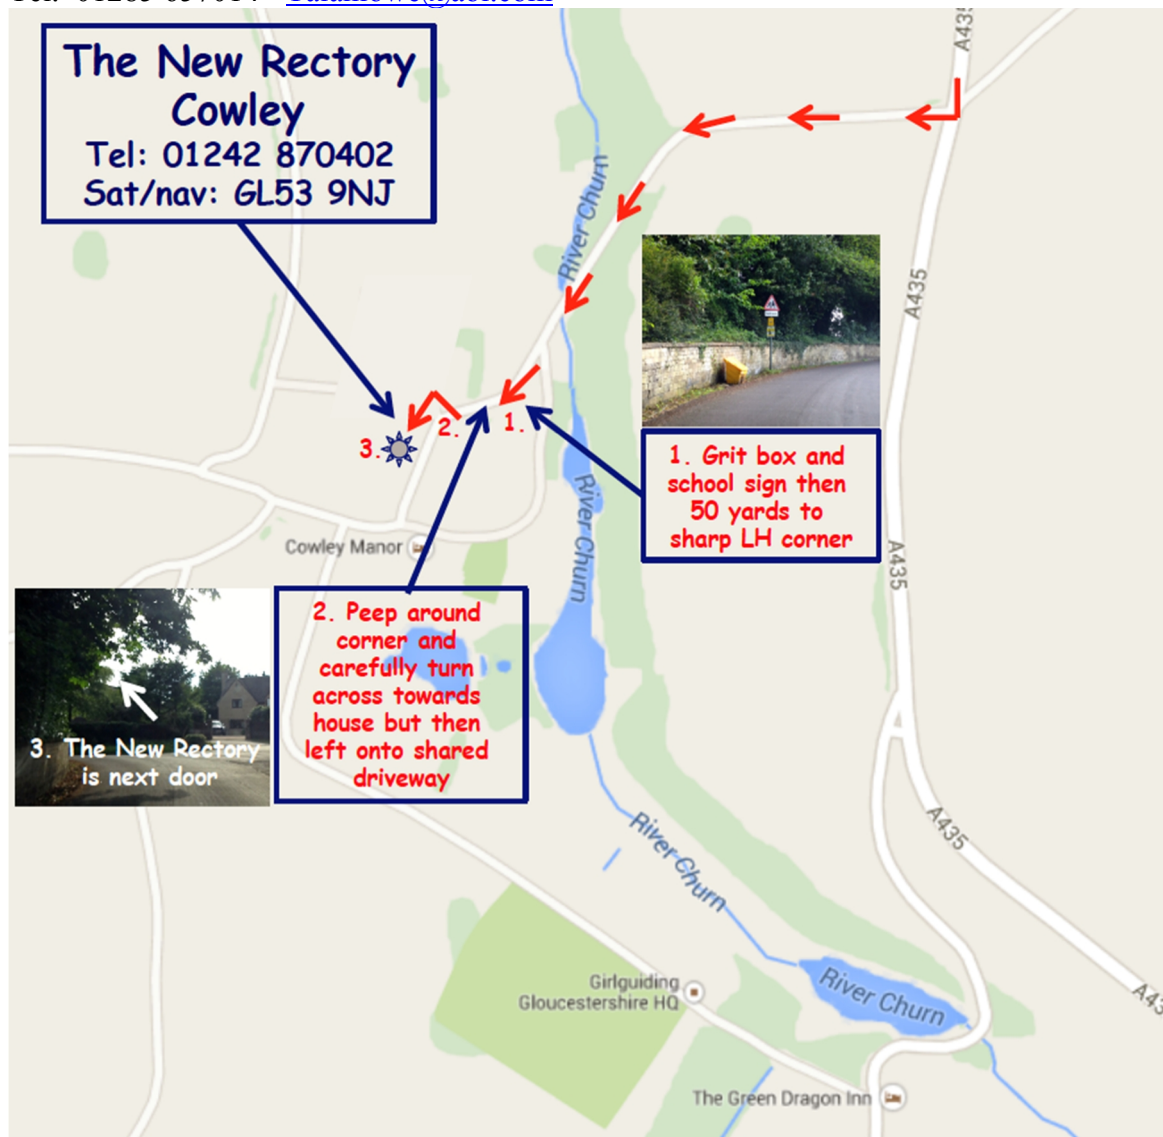 The New Rectory
Cowley
Tel: 01242 870402
Sat/nav: GL53 9NJ
A435
River Churn
A435
1.
2.
3.
1. Grit box and
school sign then
50 yards to
sharp LH corner
River Churn
Cowley Manor
A435
2. Peep around
corner and
carefully turn
across towards
house but then
left onto shared
driveway
3. The New Rectory
is next door
River Churn
A435
Girlguiding
Gloucestershire HQ
River Churn
The Green Dragon Inn